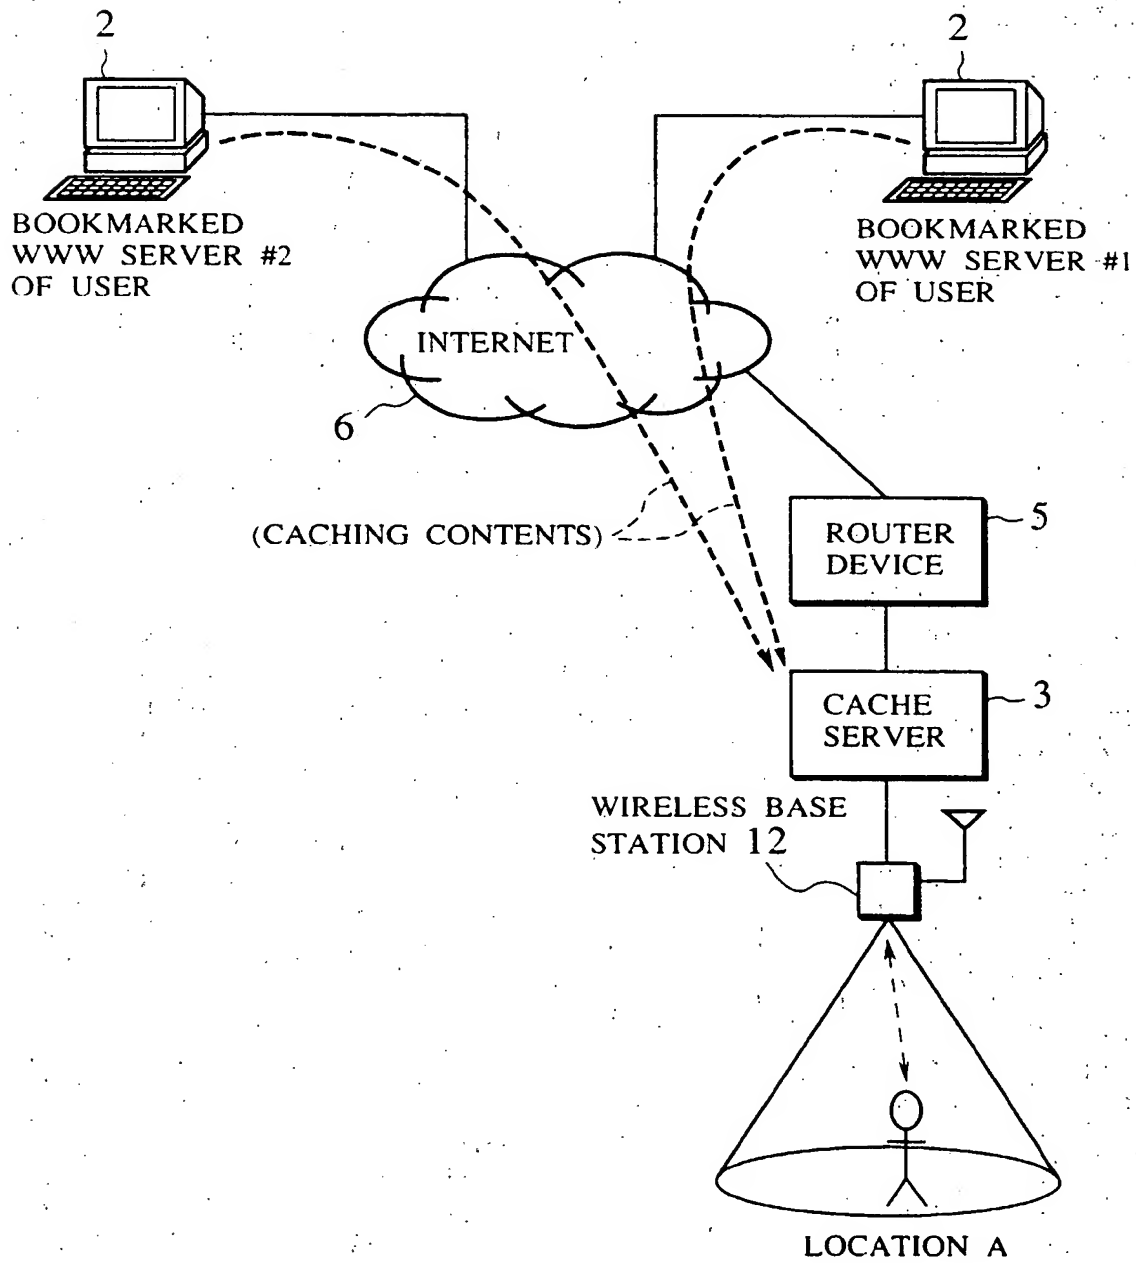 2
2
BOOKMARKED
WWW SERVER #2
OF USER
BOOKMARKED
WWW SERVER #1
OF USER
INTERNET
6
(CACHING CONTENTS)
ROUTER
DEVICE
5
CACHE
SERVER
3
WIRELESS BASE
STATION 12
LOCATION A